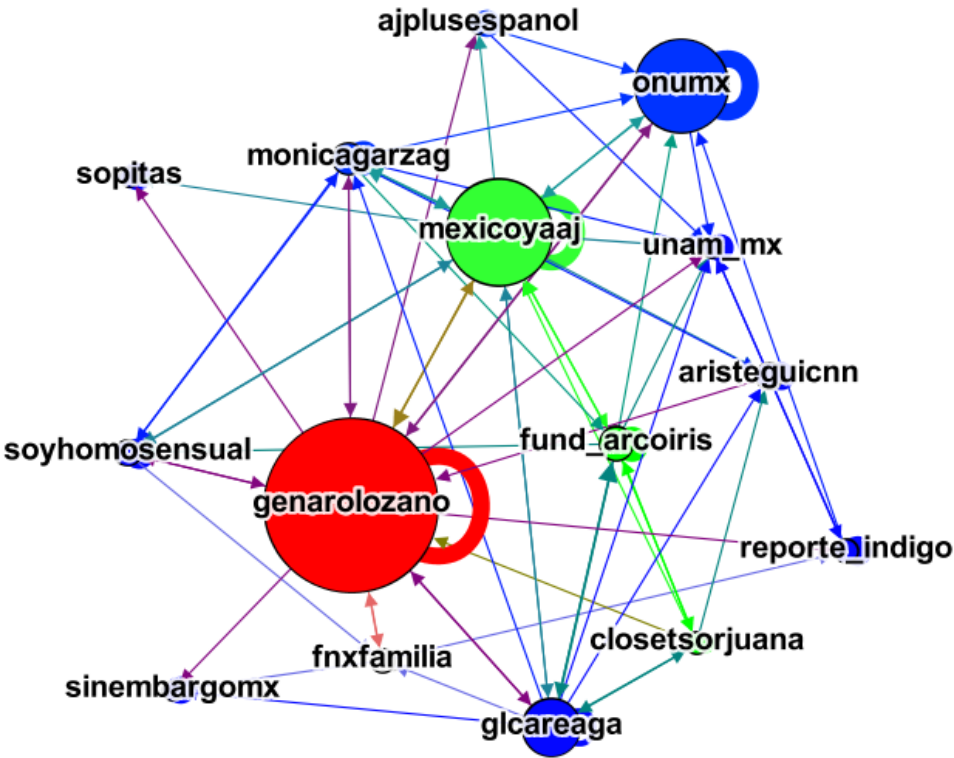 ajplusespanol
onumx
monicagarzag
sopitas
mexicoyaaj
unam_mx
aristeguicnn
fund_arcoiris
soyhomosensual
genarolozano
reporte_indigo
closetsorjuana
fnxfamilia
sinembargomx
glcareaga